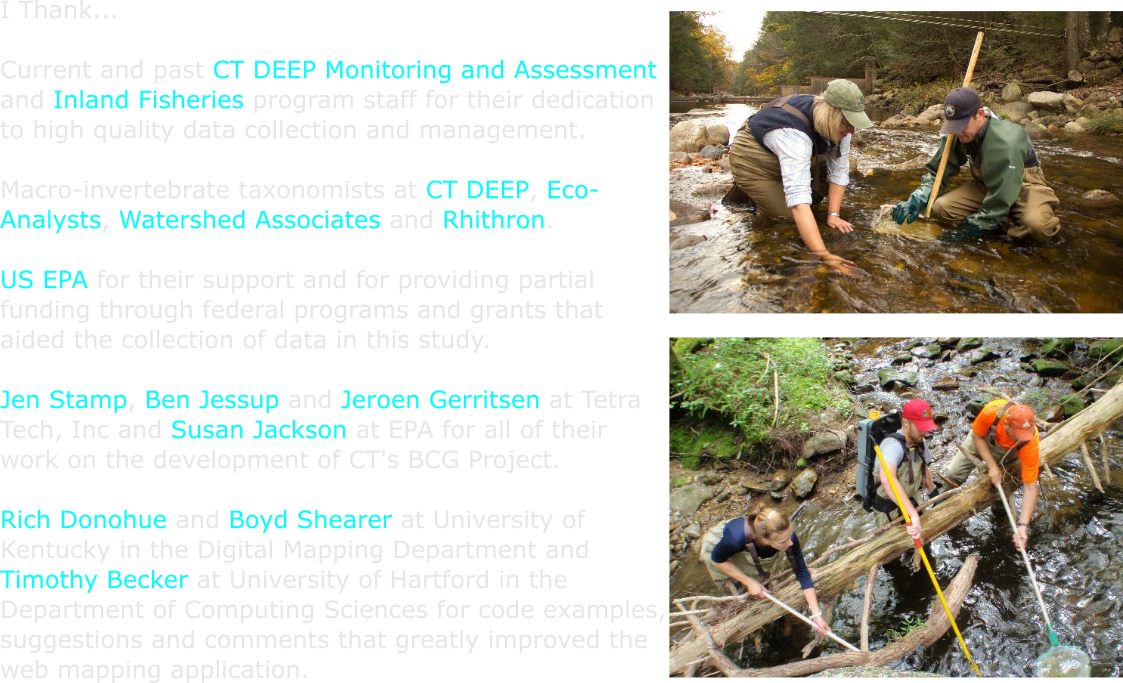 I Thank...
Current and past CT DEEP Monitoring and Assessment
and Inland Fisheries program staff for their dedication
to high quality data collection and management.
Macro-invertebrate taxonomists at CT DEEP, Eco-
Analysts, Watershed Associates and Rhithron.
US EPA for their support and for providing partial
funding through federal programs and grants that
aided the collection of data in this study.
Jen Stamp, Ben Jessup and Jeroen Gerritsen at Tetra
Tech, Inc and Susan Jackson at EPA for all of their
work on the development of CT's BCG Project.
Rich Donohue and Boyd Shearer at University of
Kentucky in the Digital Mapping Department and
Timothy Becker at University of Hartford in the
Department of Computing Sciences for code examples,
suggestions and comments that greatly improved the
web mapping application.